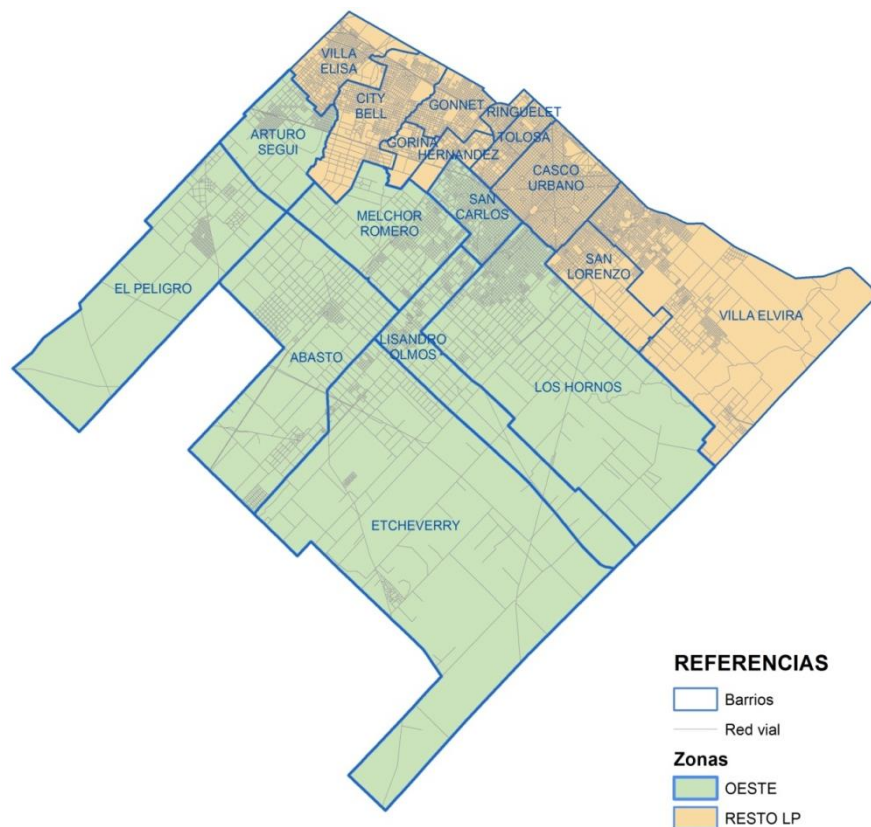 VILLA
ELISA
CITY
BELL
GONNET
RINGUELET
TOLOSA
GORINA
HERNANDEZ
ARTURO
SEGUI
CASCO
URBANO
SAN
CARLOS
MELCHOR
ROMERO
SAN
LORENZO
EL PELIGRO
VILLA ELVIRA
LISANDRO
OLMOS
ABASTO
LOS HORNOS
ETCHEVERRY
REFERENCIAS
Barrios
Red vial
Zonas
OESTE
RESTO LP